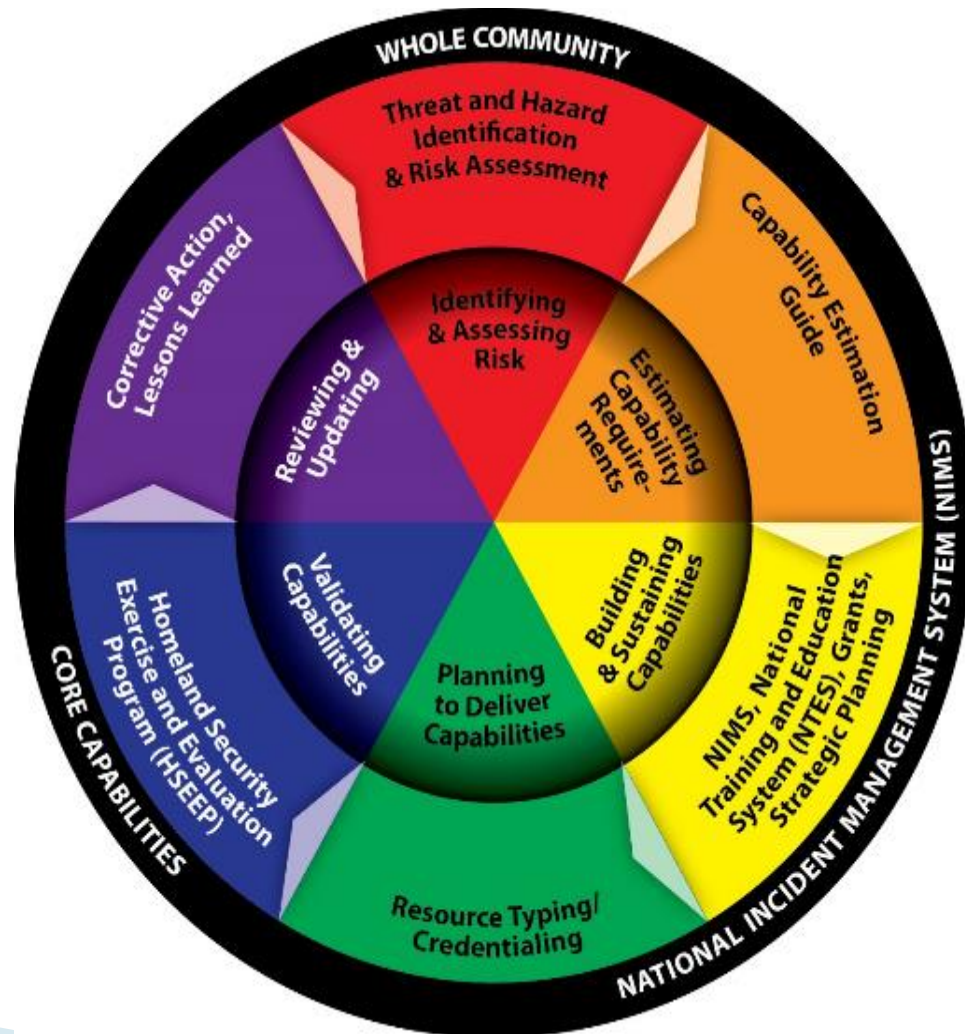 WHOLE COMMUNITY
Threat and Hazard
Identification
& Risk Assessment
Identifying
& Assessing
Risk
Capability Estimation
Guide
Estimating
Capability
Require-
ments
NIMS, National
Training and Education
System (NTES), Grants,
Strategic Planning
Building
& Sustaining
Capabilities
Resource Typing/
Credentialing
Planning
to Deliver
Capabilities
Homeland Security
Exercise and Evaluation
Program (HSEEP)
Validating
Capabilities
Corrective Action,
Lessons Learned
Reviewing &
Updating
NATIONAL INCIDENT MANAGEMENT SYSTEM (NIMS)
CORE CAPABILITIES